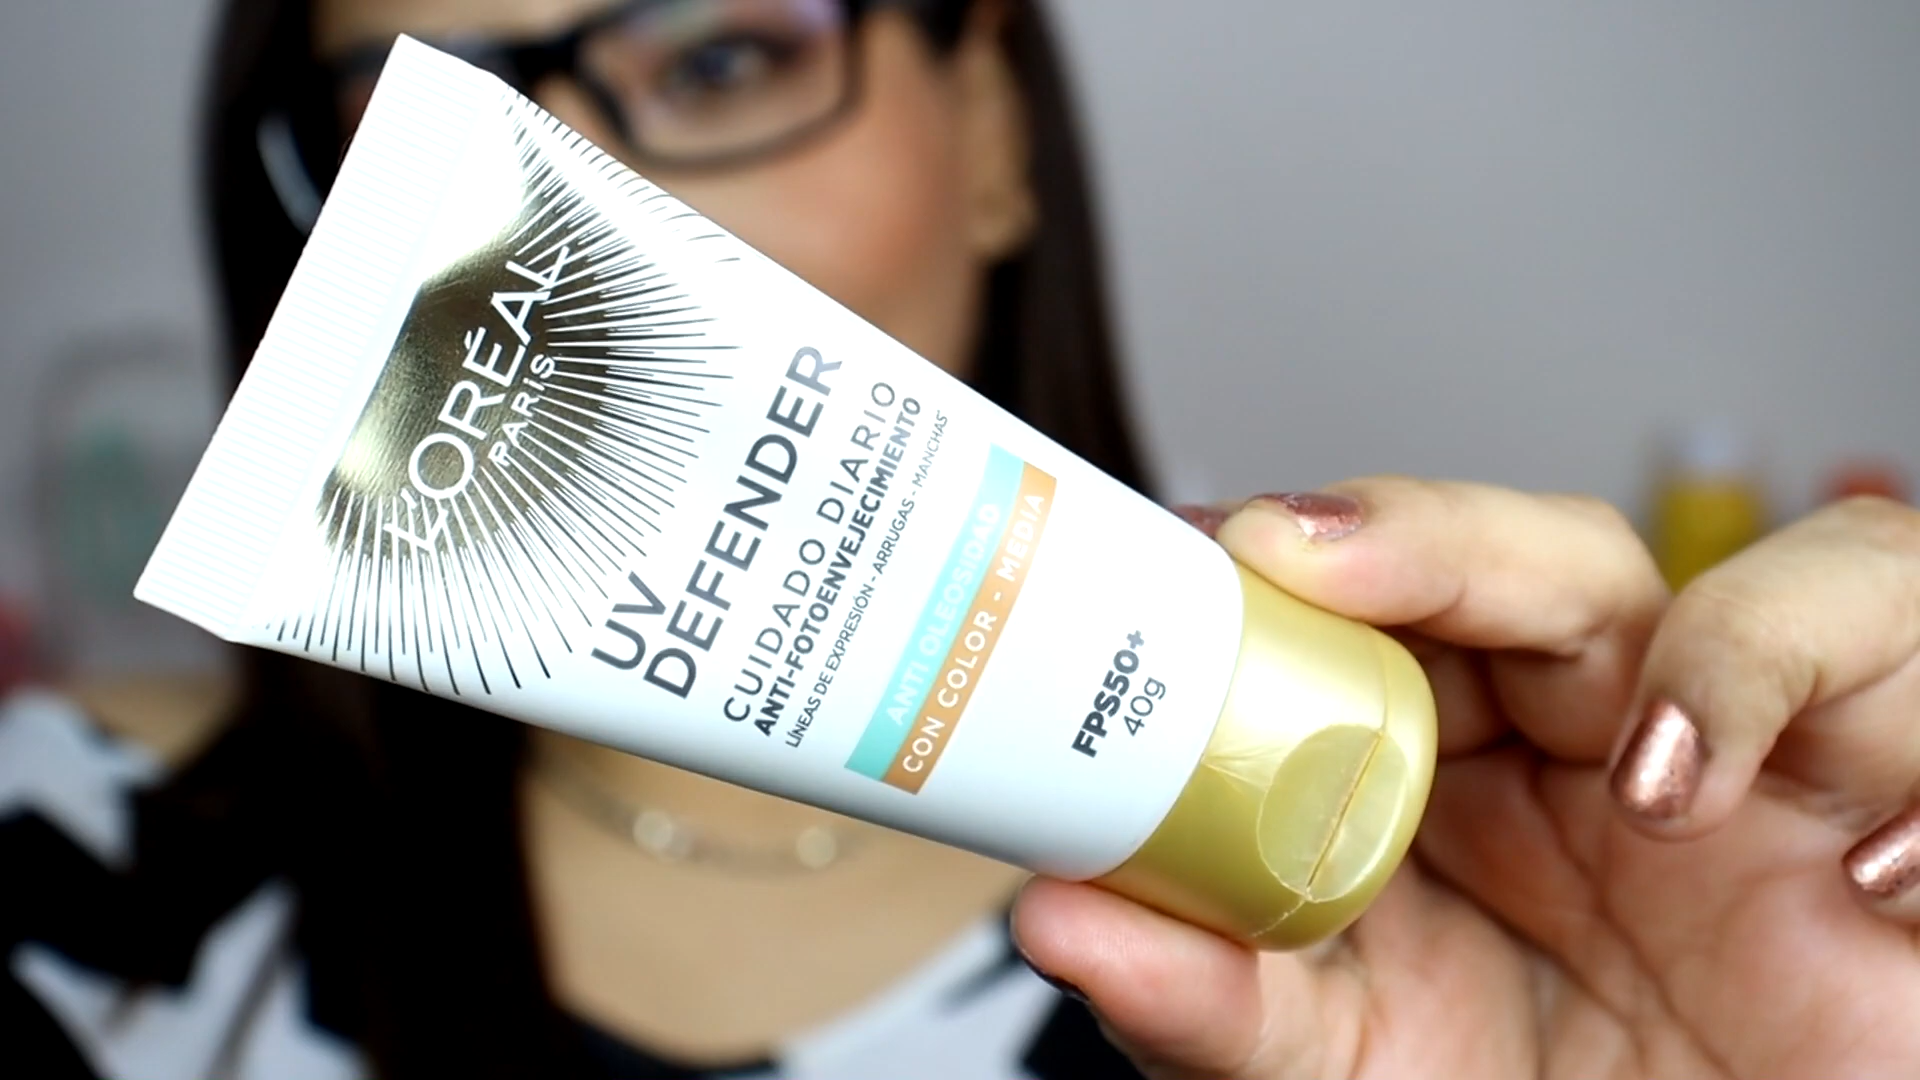 L'ORÉAL
PARIS
UV
DEFENDER
CUIDADO DIARIO
ANTI-FOTOENVEJECIMIENTO
LÍNEAS DE EXPRESIÓN - ARRUGAS - MANCHAS
ANTI OLEOSIDAD
CON COLOR - MEDIA
FPS50+
40g